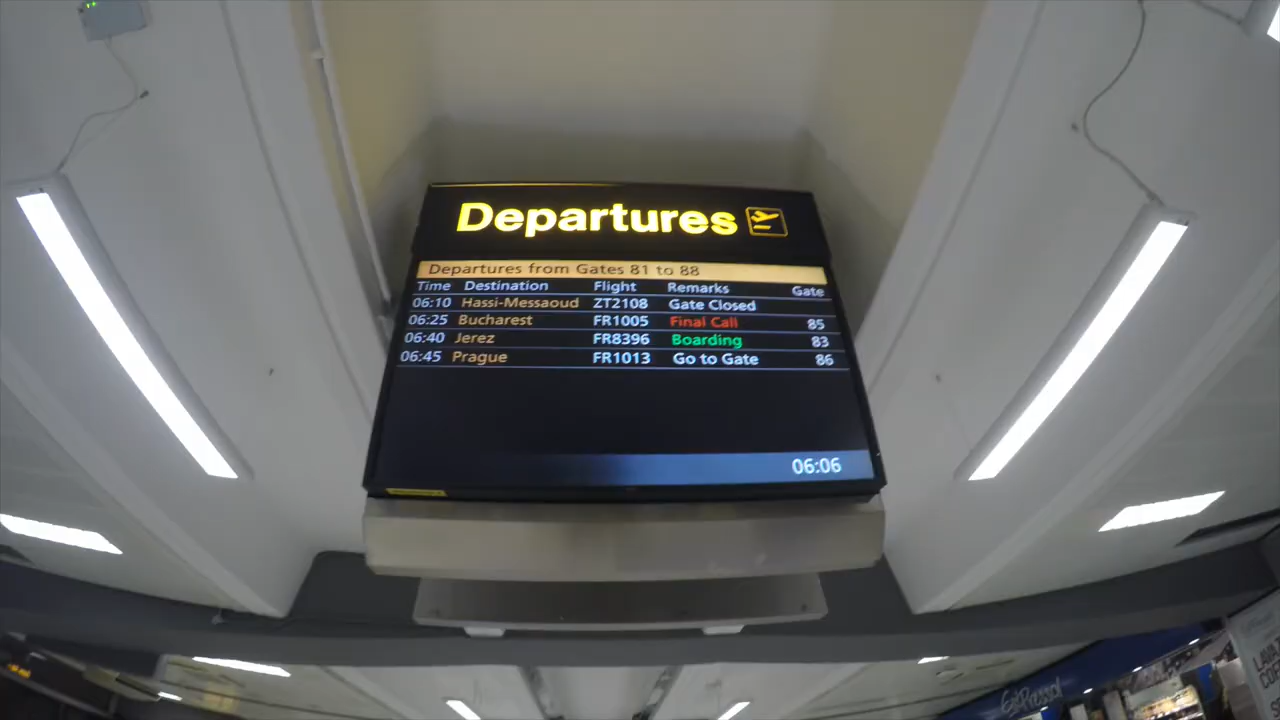 Departures
Departures from Gates 81 to 88
Time Destination Flight Remarks Gate
06:10 Hassi-Messaoud ZT2108 Gate Closed
06:25 Bucharest FR1005 Final Call 85
06:40 Jerez FR8396 Boarding 83
06:45 Prague FR1013 Go to Gate 86
06:06